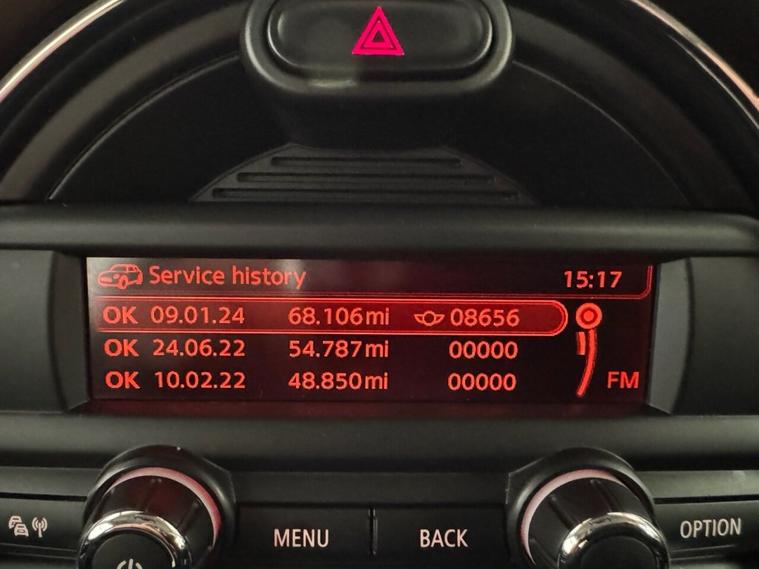 Service history 15:17
OK 09.01.24 68.106mi 08656
OK 24.06.22 54.787mi 00000
OK 10.02.22 48.850mi 00000
FM
MENU BACK OPTION